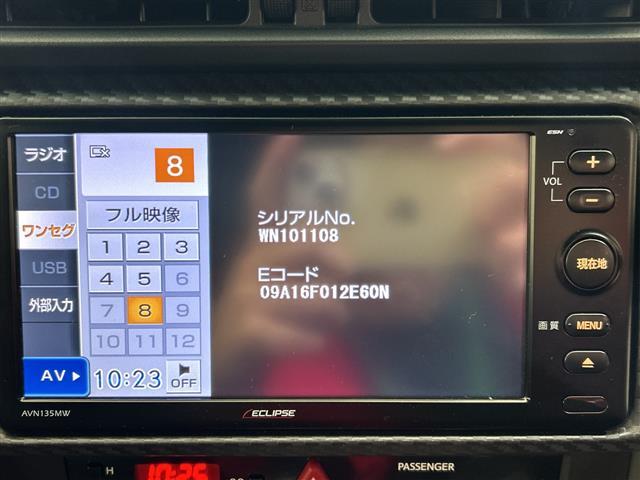 ESN
ラジオ
8
CD
VOL
+
フル映像
シリアルNo.
ワンセグ
WN101108
1 2 3
現在地
USB
4 5 6
Eコード
09A16F012E60N
外部入力
7 8 9
画質
MENU
10 11 12
AV
10:23
OFF
AVN135MW
ECLIPSE
H
PASSENGER